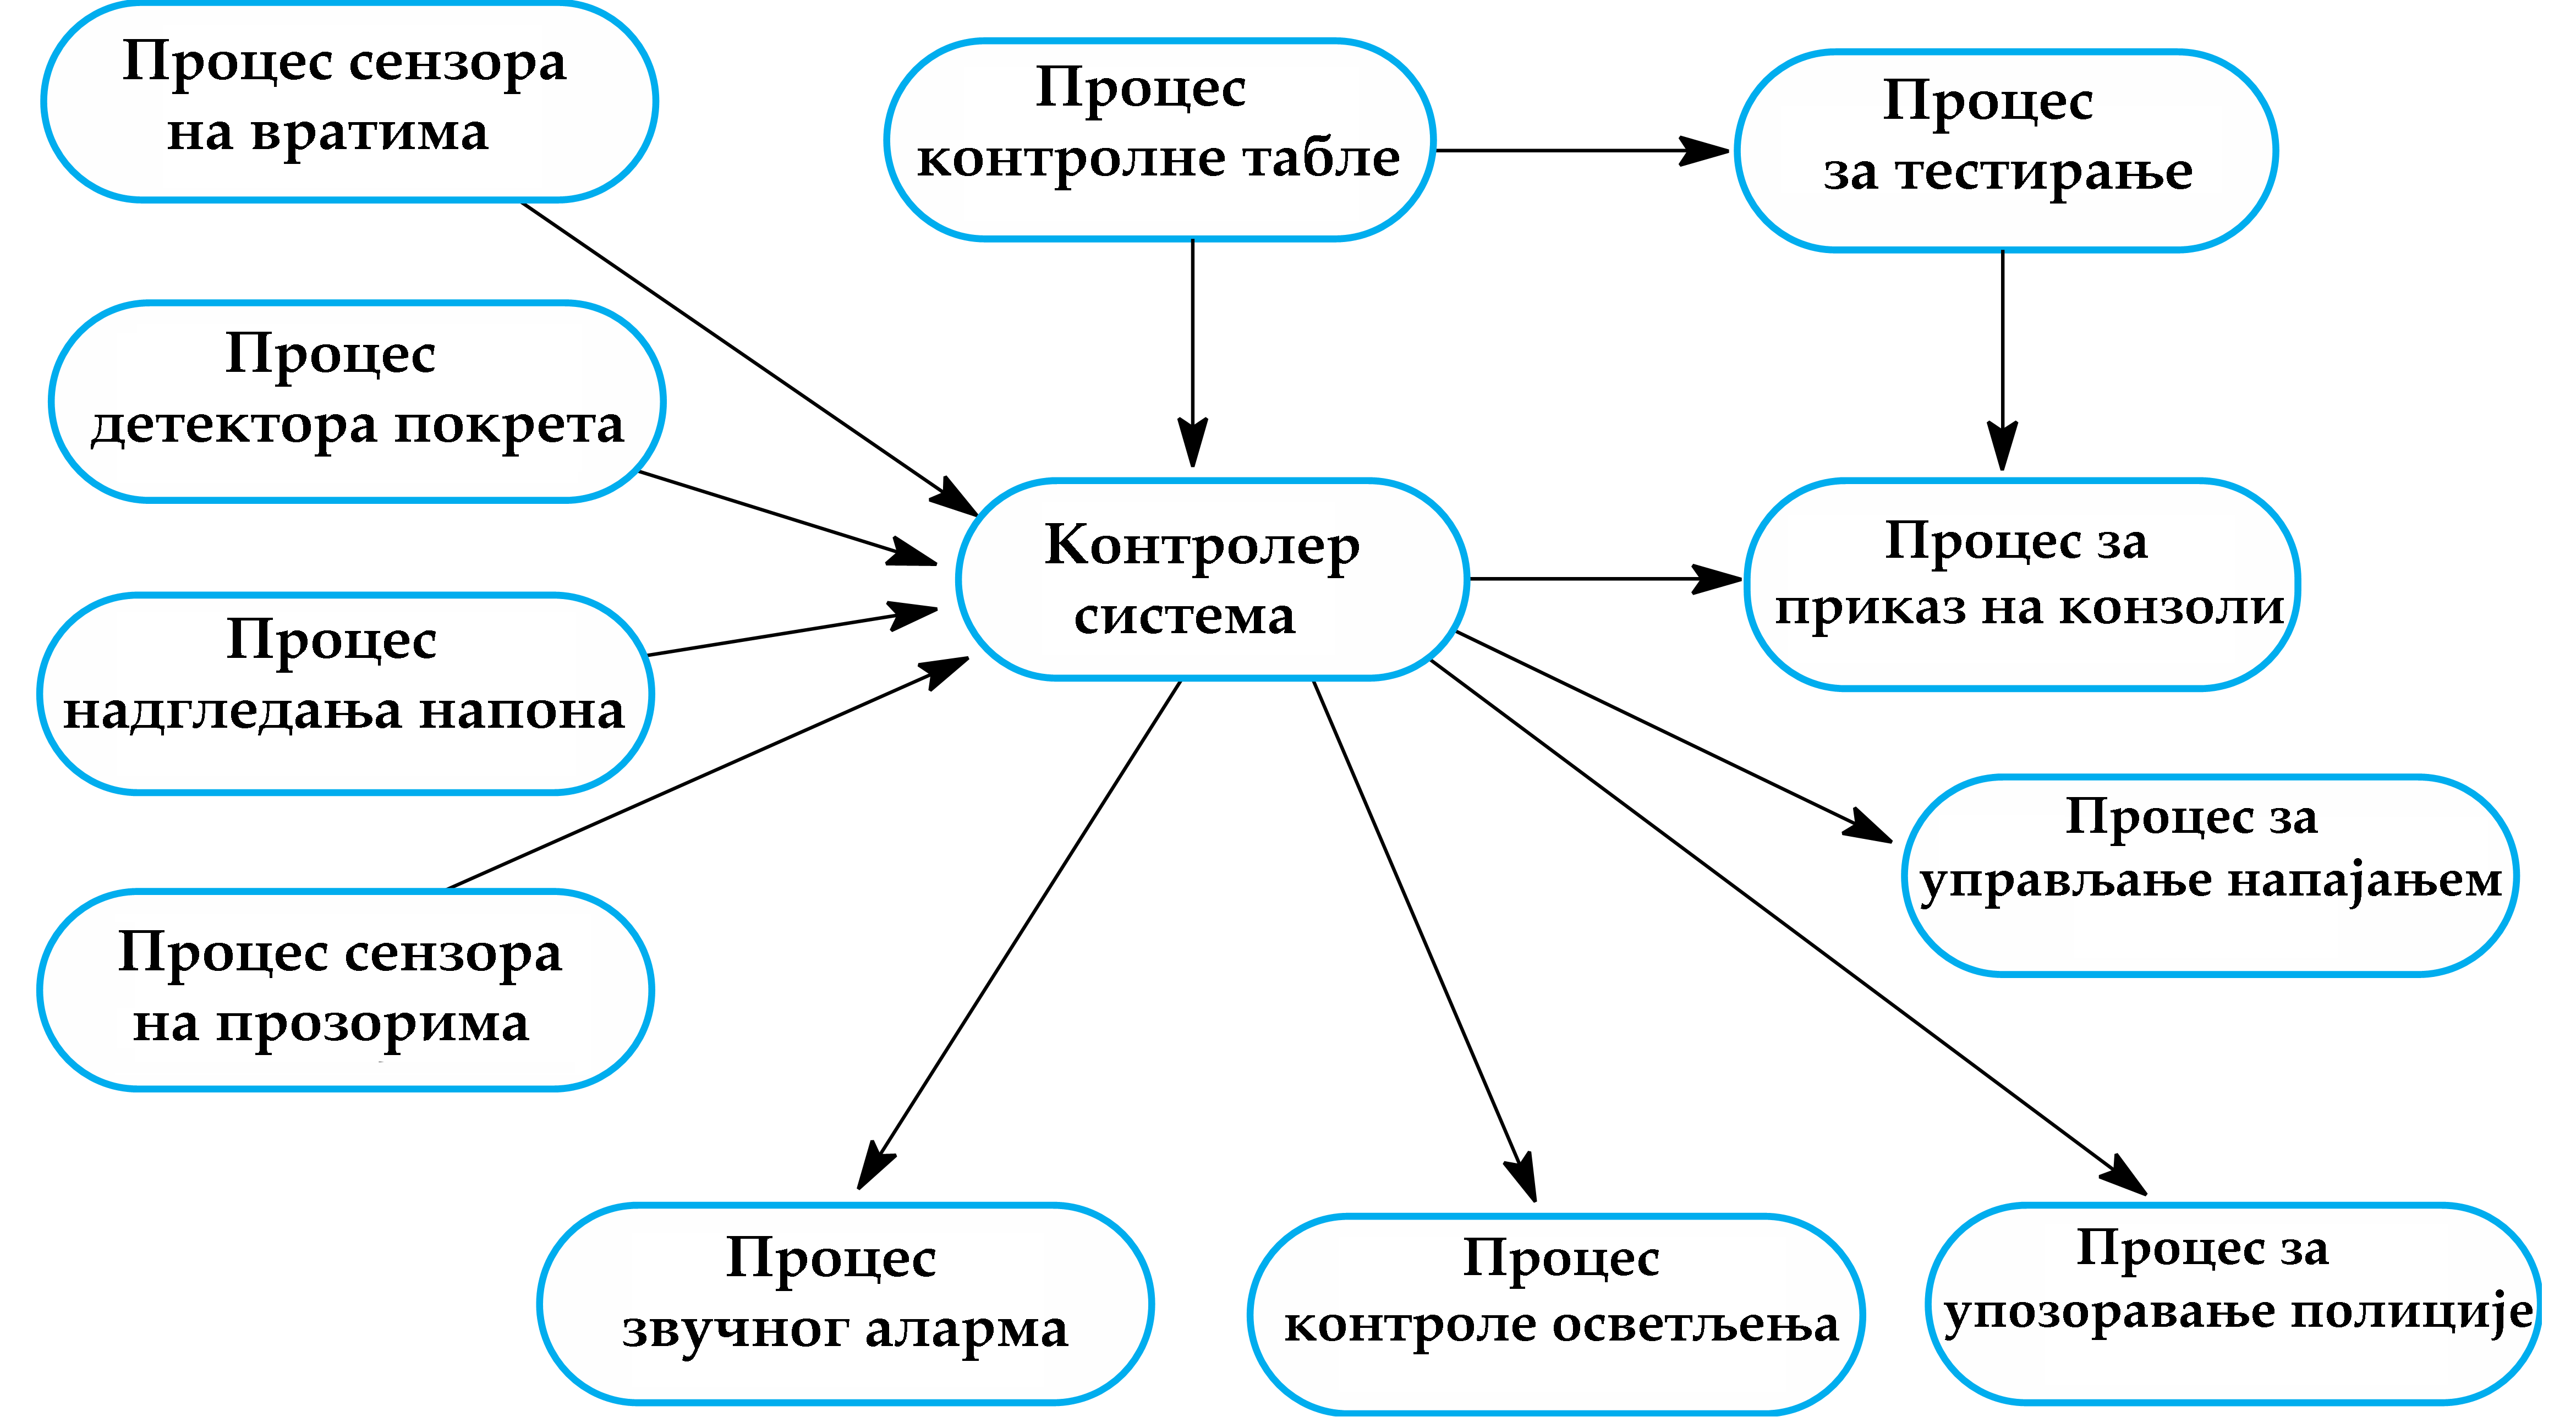 Процес сензора
на вратима
Процес
контролне табле
Процес
за тестирање
Процес
детектора покрета
Контролер
система
Процес за
приказ на конзоли
Процес
надгледања напона
Процес за
управљање напајањем
Процес сензора
на прозорима
Процес
звучног аларма
Процес
контроле осветљења
Процес за
упозоравање полиције